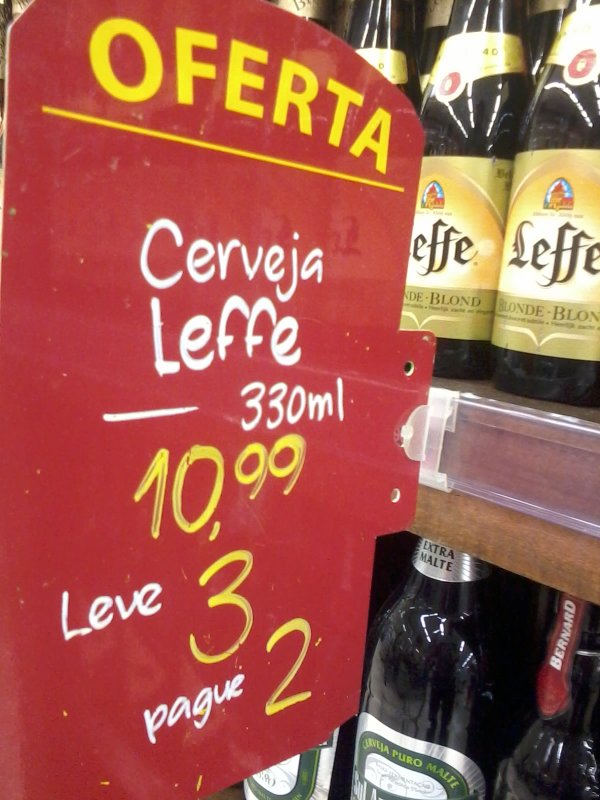 OFERTA
Cerveja
Leffe
330ml
10,99
Leve 3
pague 2
Leffe
BLONDE · BLOND
Leffe
BLONDE · BLON
EXTRA
MALTE
BERNARD
CERVEJA PURO MALTE